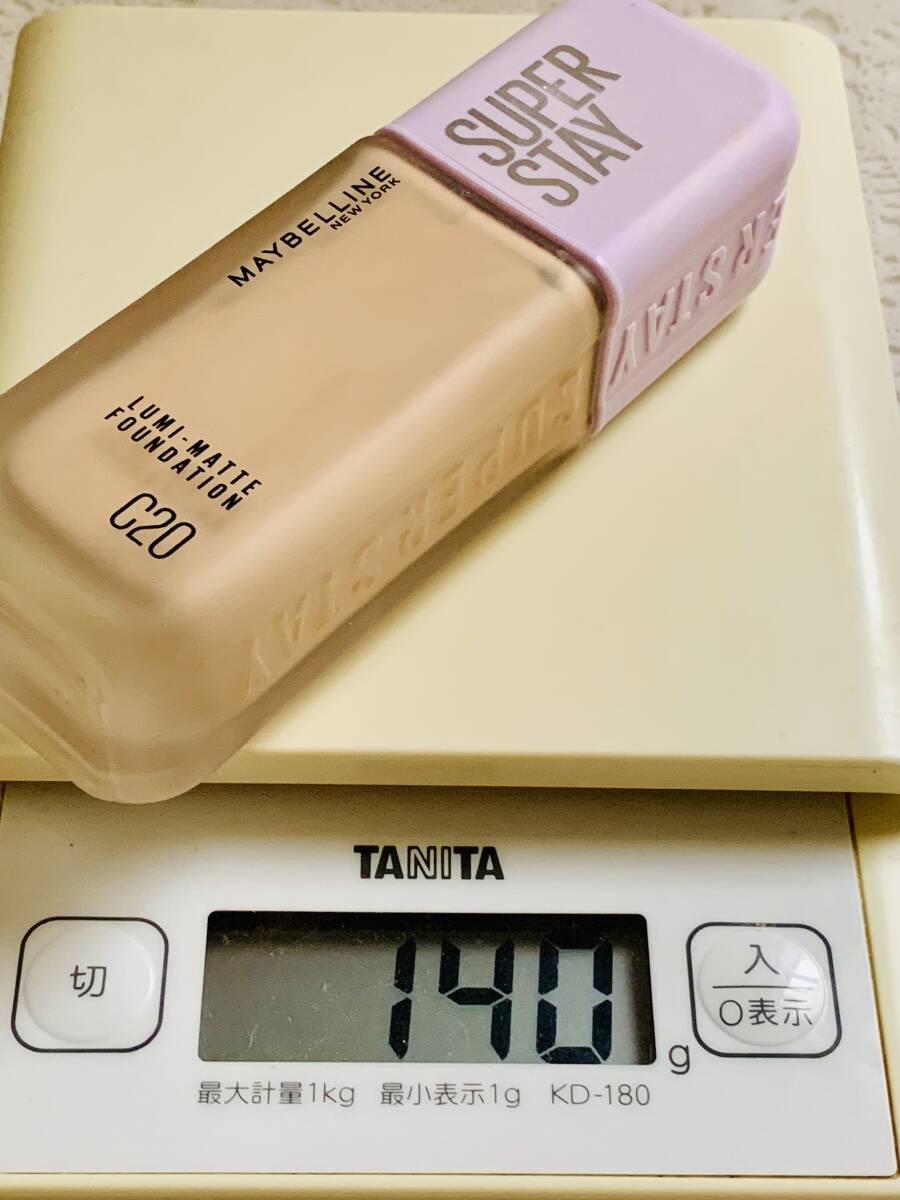 SUPER
STAY
ER STAY
MAYBELLINE
NEW YORK
SUPER STAY
LUMI-MATTE
FOUNDATION
C20
TANITA
切
140 g
入
0表示
最大計量1kg 最小表示1g KD-180